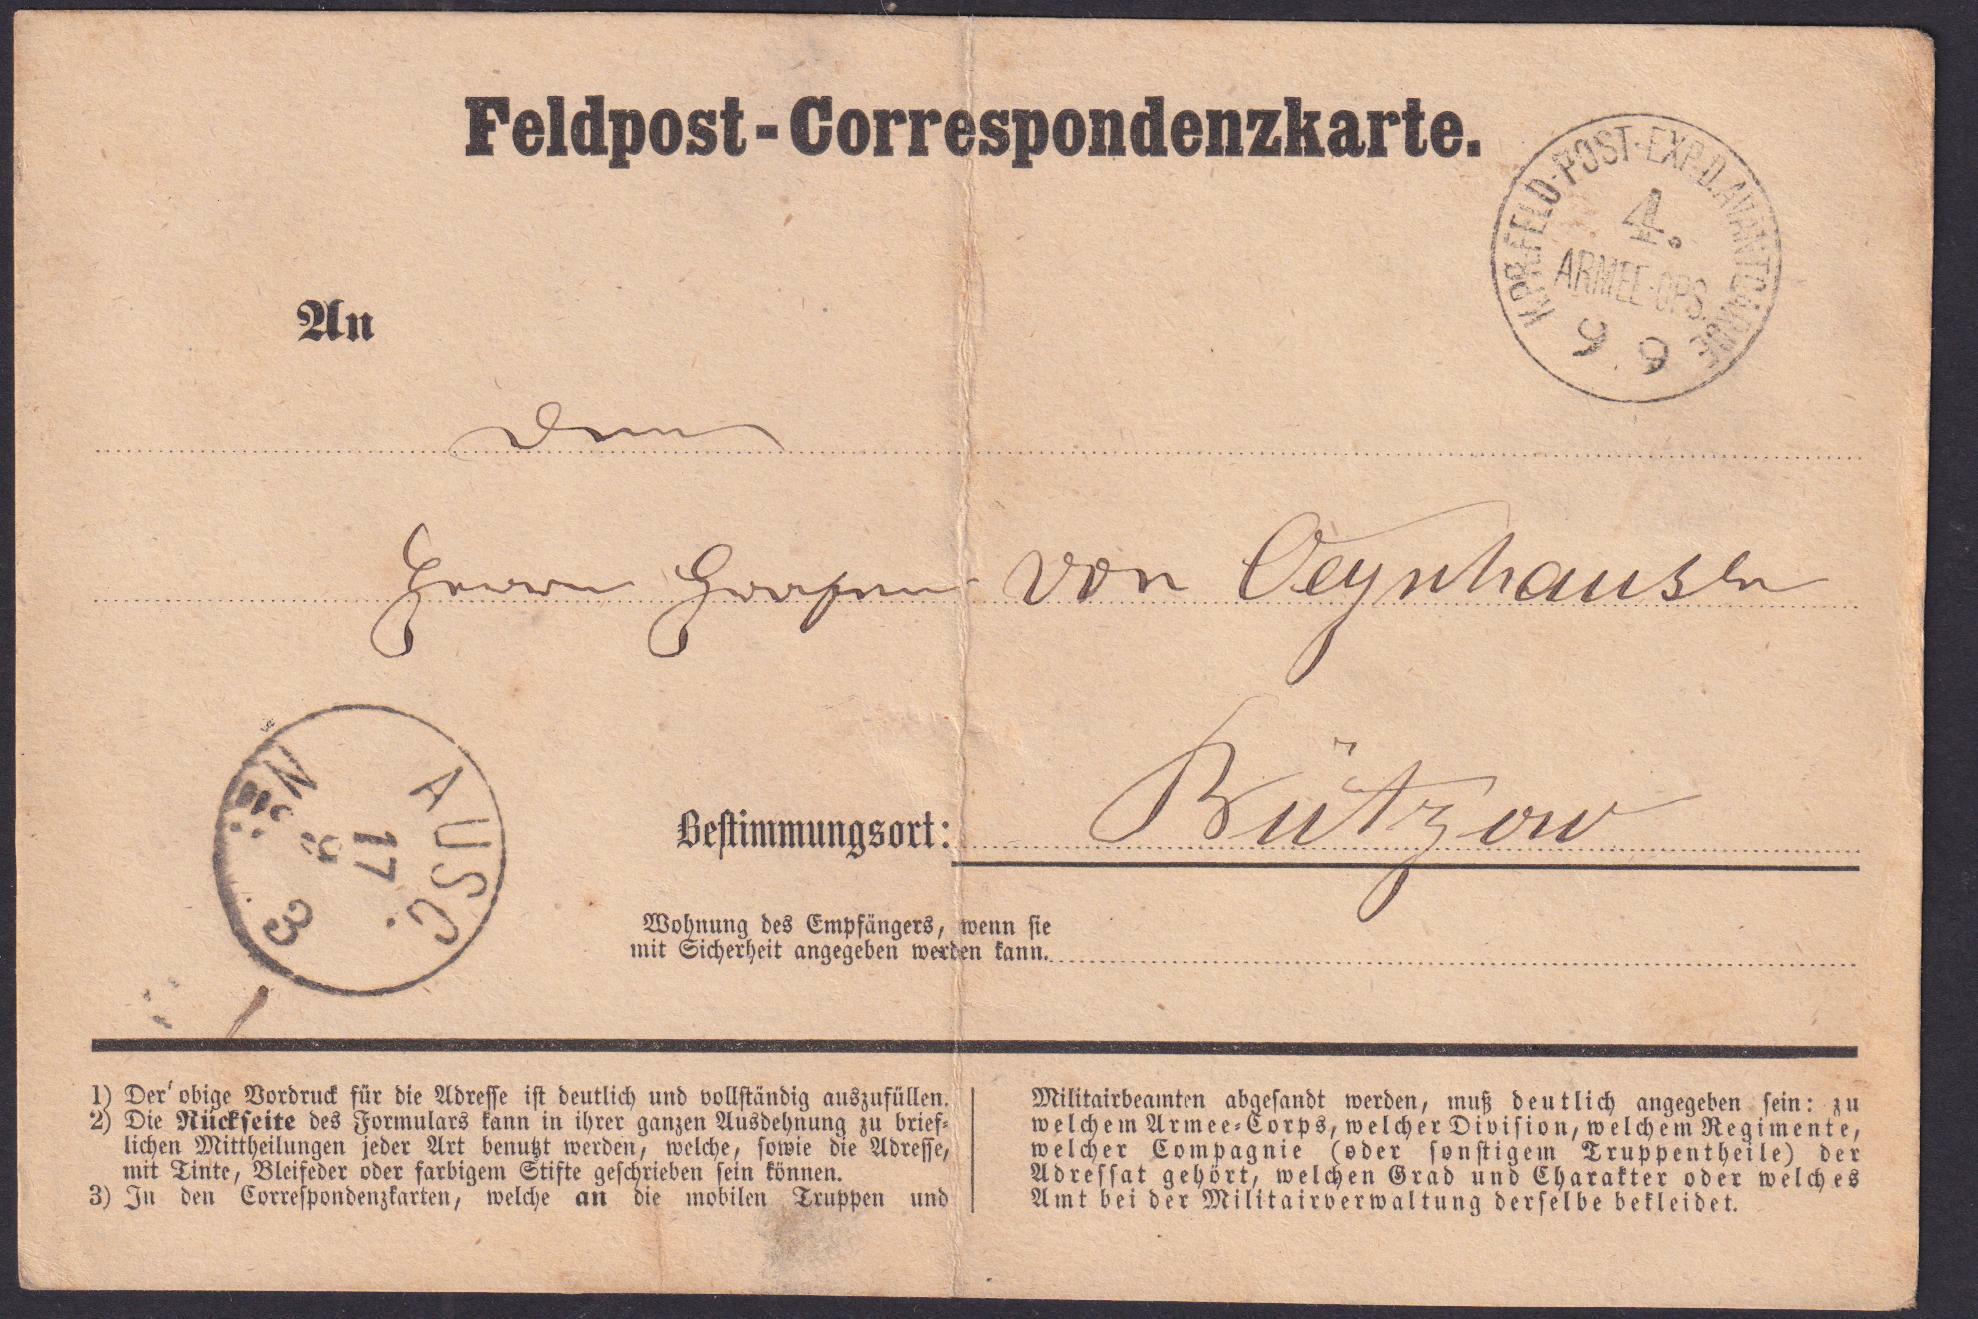 Feldpost-Correspondenzkarte.
K.PR.FELD-POST-EXP.D.AVANTGARDE
4.
ARMEE-CPS.
9 9
An
Dem
Herrn Grafen von Oeynhausen
Bützow
Bestimmungsort:
AUSG.
17
9
N 3
Wohnung des Empfängers, wenn sie
mit Sicherheit angegeben werden kann.
1) Der obige Vordruck für die Adresse ist deutlich und vollständig auszufüllen.
2) Die Rückseite des Formulars kann in ihrer ganzen Ausdehnung zu brief-
lichen Mittheilungen jeder Art benutzt werden, welche, sowie die Adresse,
mit Tinte, Bleifeder oder farbigem Stifte geschrieben sein können.
3) In den Correspondenzkarten, welche an die mobilen Truppen und
Militairbeamten abgesandt werden, muß deutlich angegeben sein: zu
welchem Armee-Corps, welcher Division, welchem Regimente,
welcher Compagnie (oder sonstigem Truppentheile) der
Adressat gehört, welchen Grad und Charakter oder welches
Amt bei der Militairverwaltung derselbe bekleidet.